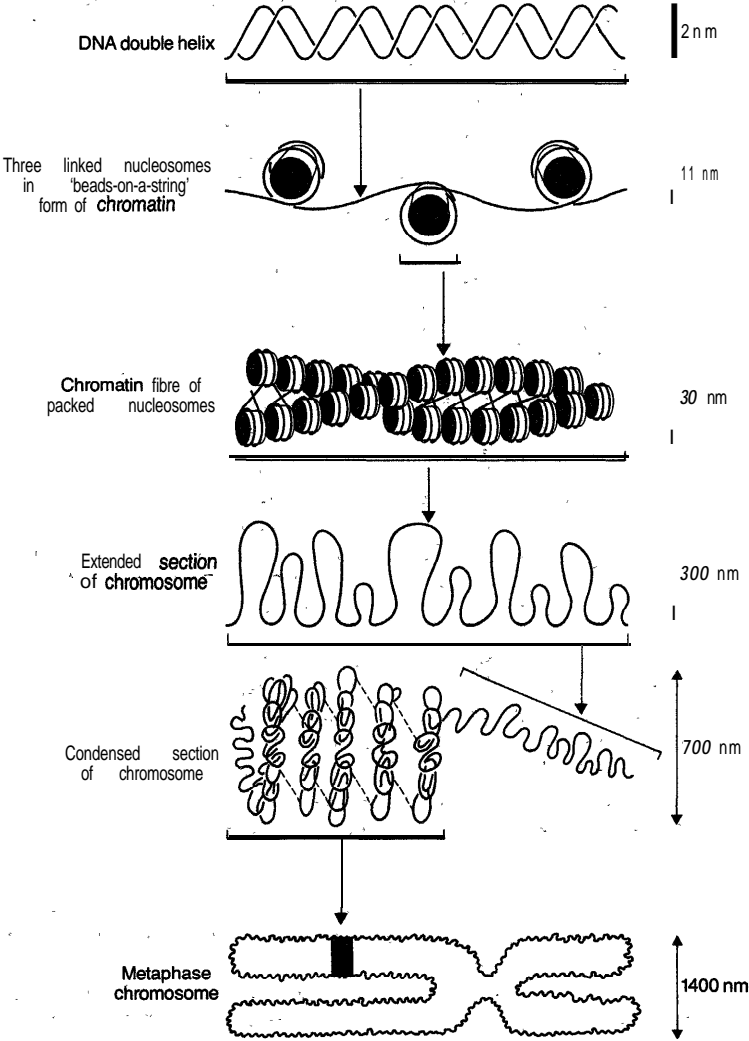 DNA double helix
2 nm
Three linked nucleosomes
in 'beads-on-a-string'
form of chromatin
11 nm
Chromatin fibre of
packed nucleosomes
30 nm
Extended section
of chromosome
300 nm
Condensed section
of chromosome
700 nm
Metaphase
chromosome
1400 nm